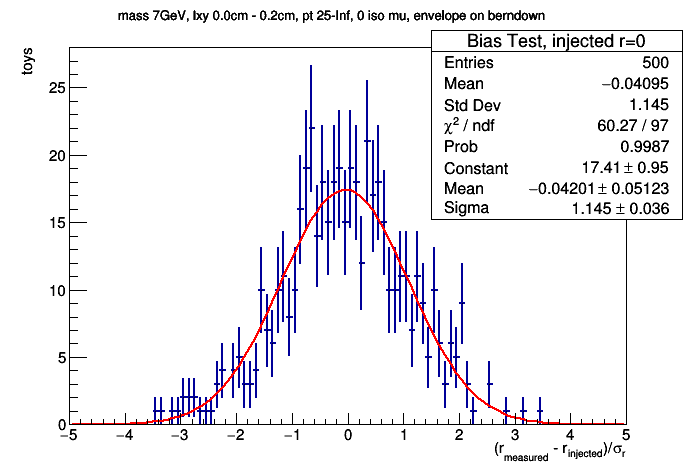 mass 7GeV, lxy 0.0cm - 0.2cm, pt 25-Inf, 0 iso mu, envelope on berndown
Bias Test, injected r=0
Entries 500
Mean −0.04095
Std Dev 1.145
χ² / ndf 60.27 / 97
Prob 0.9987
Constant 17.41 ± 0.95
Mean −0.04201 ± 0.05123
Sigma 1.145 ± 0.036
toys
25
20
15
10
5
0
−5 −4 −3 −2 −1 0 1 2 3 4 5
(r_measured - r_injected)/σ_r